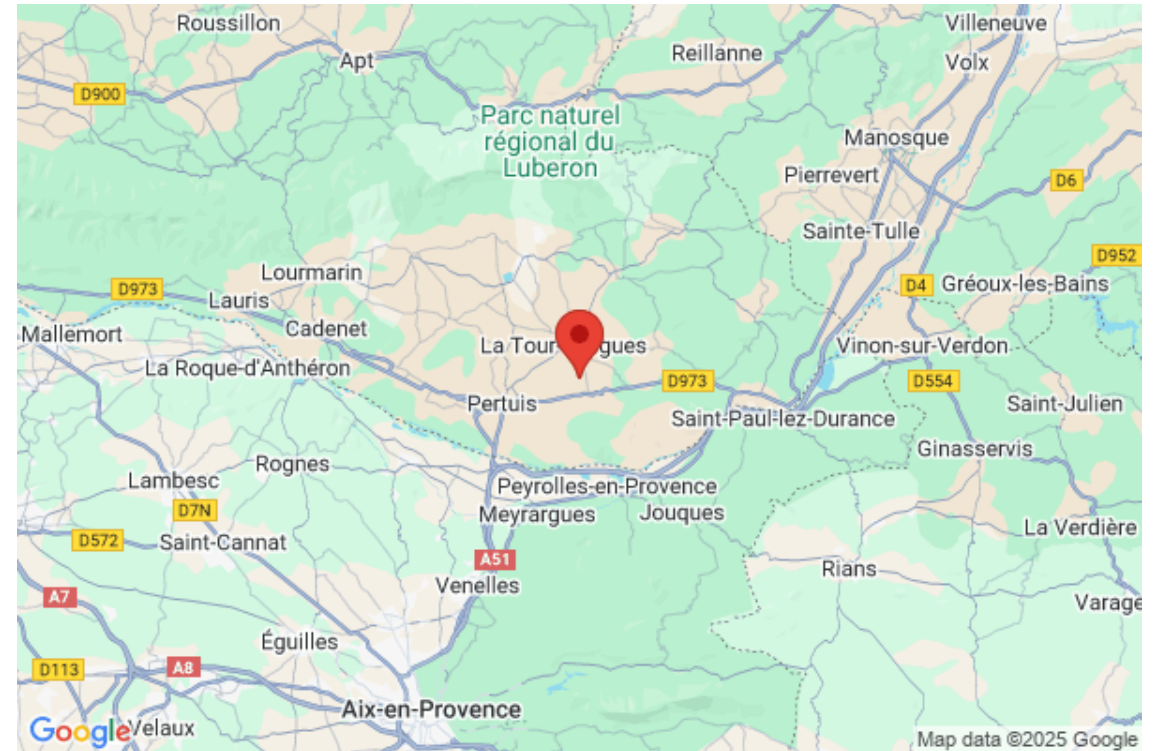 Roussillon
Villeneuve
Apt
Reillanne
Volx
D900
Parc naturel
régional du
Luberon
Manosque
Pierrevert
D6
Sainte-Tulle
D952
Lourmarin
D973
Lauris
D4
Gréoux-les-Bains
Mallemort
Cadenet
La Tour
gues
Vinon-sur-Verdon
La Roque-d'Anthéron
D973
D554
Pertuis
Saint-Paul-lez-Durance
Saint-Julien
Ginasservis
Rognes
Lambesc
Peyrolles-en-Provence
D7N
Meyrargues
Jouques
La Verdière
D572
Saint-Cannat
A51
Rians
Venelles
A7
Varage
Éguilles
D113
A8
Aix-en-Provence
Google
Velaux
Map data ©2025 Google